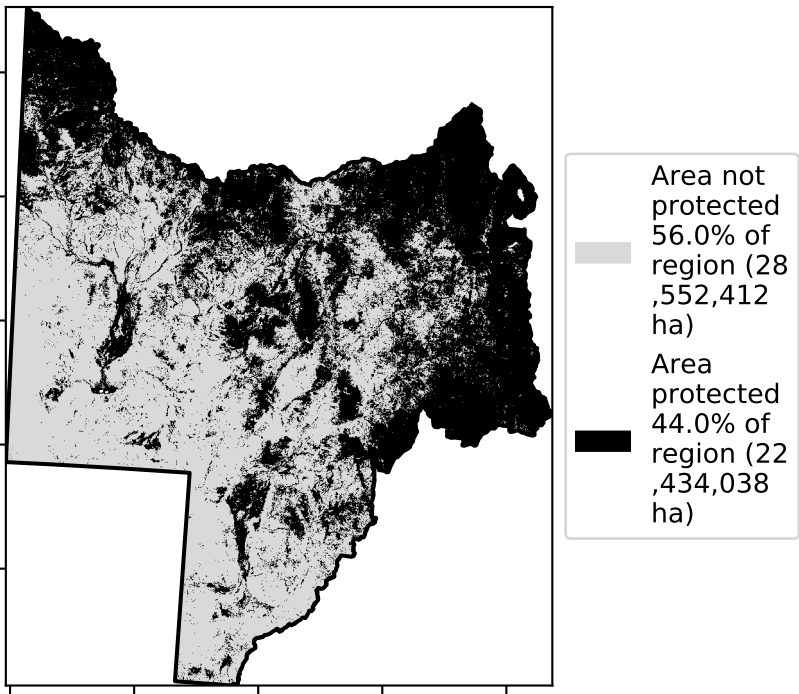 Area not
protected
56.0% of
region (28
,552,412
ha)
Area
protected
44.0% of
region (22
,434,038
ha)